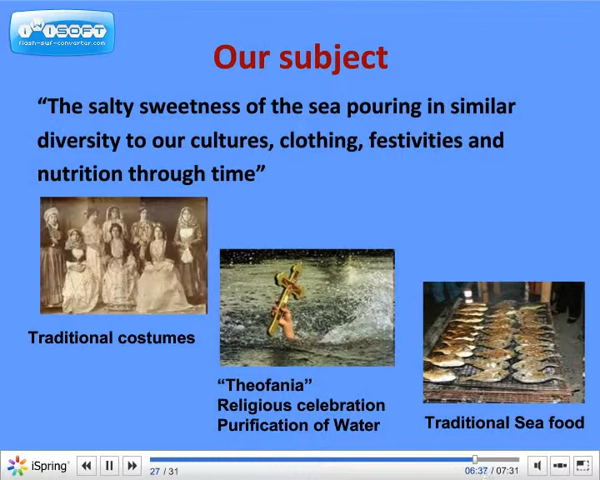 iwisoft
flash-swf-converter.com
Our subject
“The salty sweetness of the sea pouring in similar
diversity to our cultures, clothing, festivities and
nutrition through time”
Traditional costumes
“Theofania”
Religious celebration
Purification of Water
Traditional Sea food
iSpring
27 / 31
06:37 / 07:31